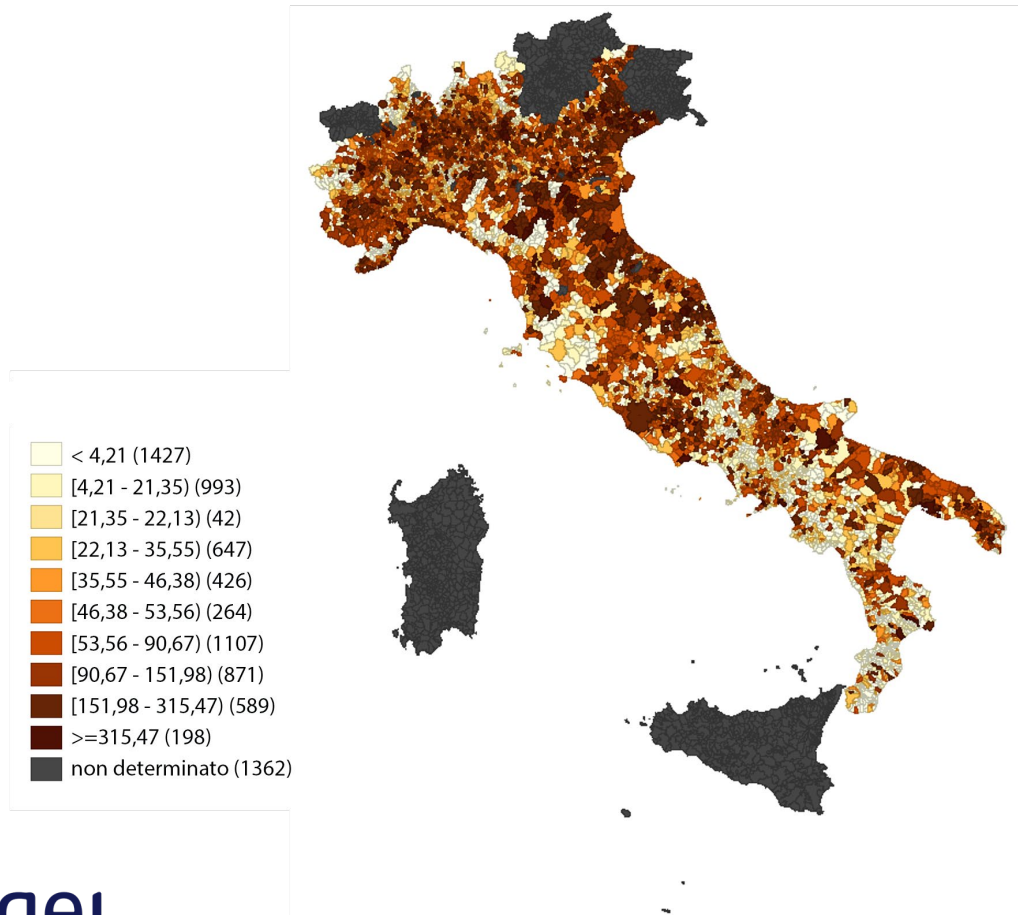 < 4,21 (1427)
[4,21 - 21,35) (993)
[21,35 - 22,13) (42)
[22,13 - 35,55) (647)
[35,55 - 46,38) (426)
[46,38 - 53,56) (264)
[53,56 - 90,67) (1107)
[90,67 - 151,98) (871)
[151,98 - 315,47) (589)
>=315,47 (198)
non determinato (1362)